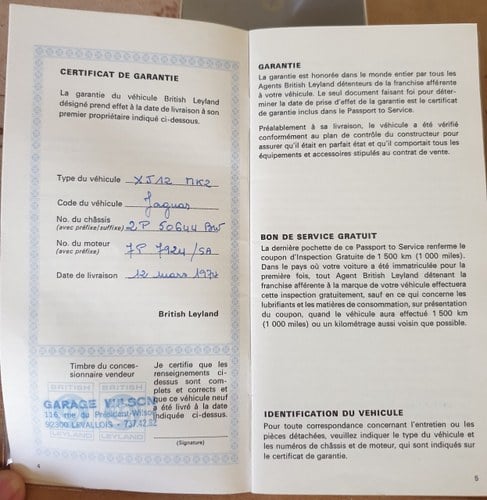 CERTIFICAT DE GARANTIE
La garantie du véhicule British Leyland
désigné prend effet à la date de livraison à son
premier propriétaire indiqué ci-dessous.
Type du véhicule XJ12 MK2
Code du véhicule Jaguar
No. du châssis
(avec préfixe/suffixe) 2P 50644 BW
No. du moteur
(avec préfixe) 7P 7924/SA
Date de livraison 12 mars 1974
British Leyland
Timbre du conces-
sionnaire vendeur
Je certifie que les
renseignements ci-
dessus sont com-
plets et corrects et
que ce véhicule neuf
a été livré à la date
indiquée ci-dessus.
BRITISH BRITISH
GARAGE WILSON
116, rue du Président-Wilson
92300 LEVALLOIS - 737.42.52
LEYLAND LEYLAND
(Signature)
4
GARANTIE
La garantie est honorée dans le monde entier par tous les
Agents British Leyland détenteurs de la franchise afférente
à votre véhicule. Le seul document faisant foi pour déter-
miner la date de prise d'effet de la garantie est le certificat
de garantie inclus dans le Passport to Service.
Préalablement à sa livraison, le véhicule a été vérifié
conformément au plan de contrôle du constructeur pour
assurer qu'il était en parfait état et qu'il comportait tous les
équipements et accessoires stipulés au contrat de vente.
BON DE SERVICE GRATUIT
La dernière pochette de ce Passport to Service renferme le
coupon d'Inspection Gratuite de 1 500 km (1 000 miles).
Dans le pays où votre voiture a été immatriculée pour la
première fois, tout Agent British Leyland détenant la
franchise afférente à la marque de votre véhicule effectuera
cette inspection gratuitement, sauf en ce qui concerne les
lubrifiants et les matières de consommation, sur présentation
du coupon, quand le véhicule aura effectué 1 500 km
(1 000 miles) ou un kilométrage aussi voisin que possible.
IDENTIFICATION DU VEHICULE
Pour toute correspondance concernant l'entretien ou les
pièces détachées, veuillez indiquer le type du véhicule et
les numéros de châssis et de moteur, qui sont indiqués sur
le certificat de garantie.
5